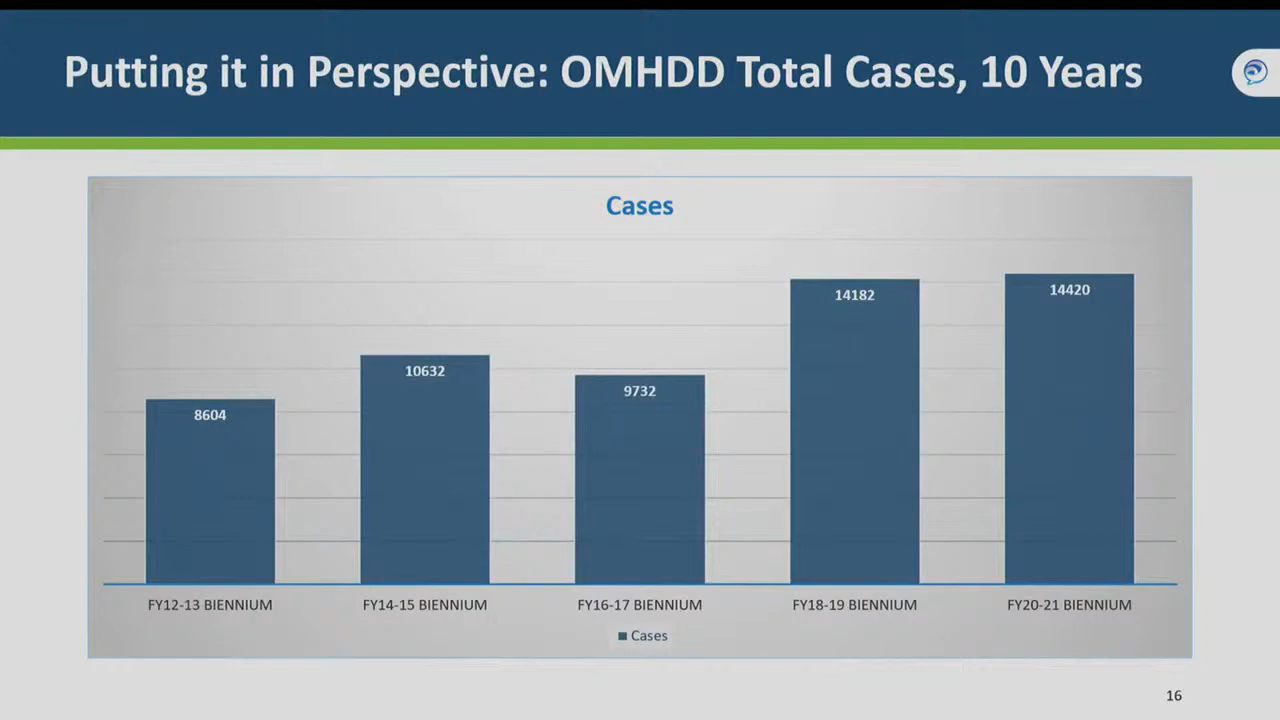 Putting it in Perspective: OMHDD Total Cases, 10 Years
Cases
8604
10632
9732
14182
14420
FY12-13 BIENNIUM
FY14-15 BIENNIUM
FY16-17 BIENNIUM
FY18-19 BIENNIUM
FY20-21 BIENNIUM
Cases
16